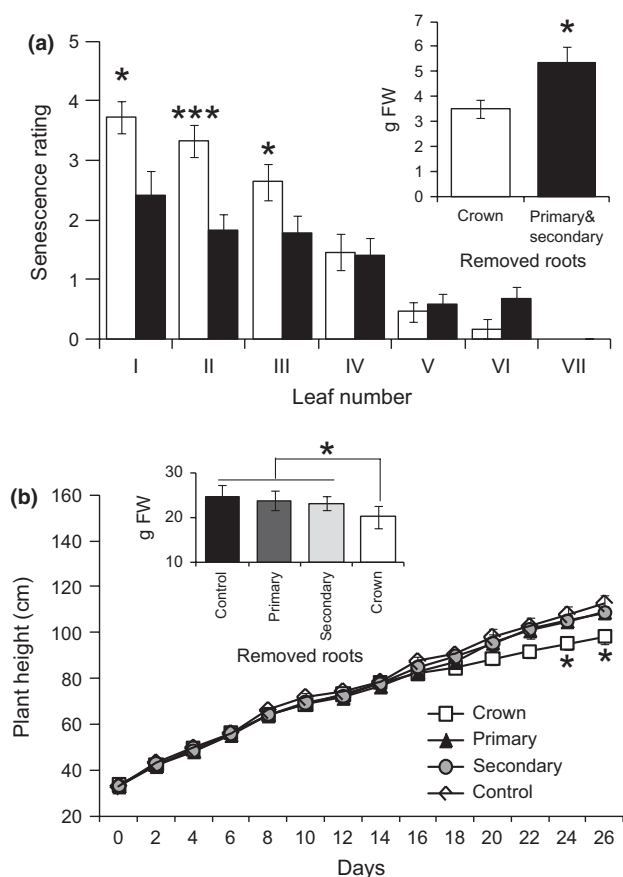 (a)
Senescence rating
5
4
3
2
1
0
*
***
*
I II III IV V VI VII
Leaf number
g FW
7
6
5
4
3
2
1
0
*
Crown Primary&
secondary
Removed roots
(b)
Plant height (cm)
160
140
120
100
80
60
40
20
g FW
30
20
10
*
Control
Primary
Secondary
Crown
Removed roots
* *
Crown
Primary
Secondary
Control
0 2 4 6 8 10 12 14 16 18 20 22 24 26
Days